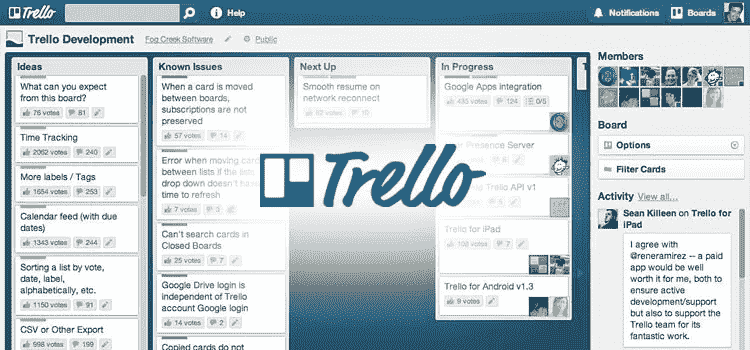 Trello
Help
Notifications
Boards
Trello Development
Fog Creek Software
Public
Ideas
What can you expect
from this board?
76 votes 81
Time Tracking
2062 votes 240
More labels / Tags
1654 votes 253
Calendar feed (with due
dates)
1343 votes 244
Sorting a list by vote,
date, label,
alphabetically, etc.
1150 votes 91
CSV or Other Export
998 votes 199
Known Issues
When a card is moved
between boards,
subscriptions are not
preserved
57 votes 14
Error when moving card
between lists if the
drop down doesn't have
time to refresh
7 votes 3
Can't search cards in
Closed Boards
25 votes 7
Google Drive login is
independent of Trello
account Google login
14 votes 2
Copied cards do not
Next Up
Smooth resume on
network reconnect
62 votes 10
In Progress
Google Apps integration
435 votes 124 0/5
Presence Server
6
Trello API v1
5
Trello for iPad
100 votes 7
Trello for Android v1.3
9 votes
T
Trello
Members
Board
Options
Filter Cards
Activity View all...
Sean Killeen on Trello for
iPad
I agree with
@reneramirez -- a paid
app would be well
worth it for me, both to
ensure active
development/support
but also to support the
Trello team for its
fantastic work.